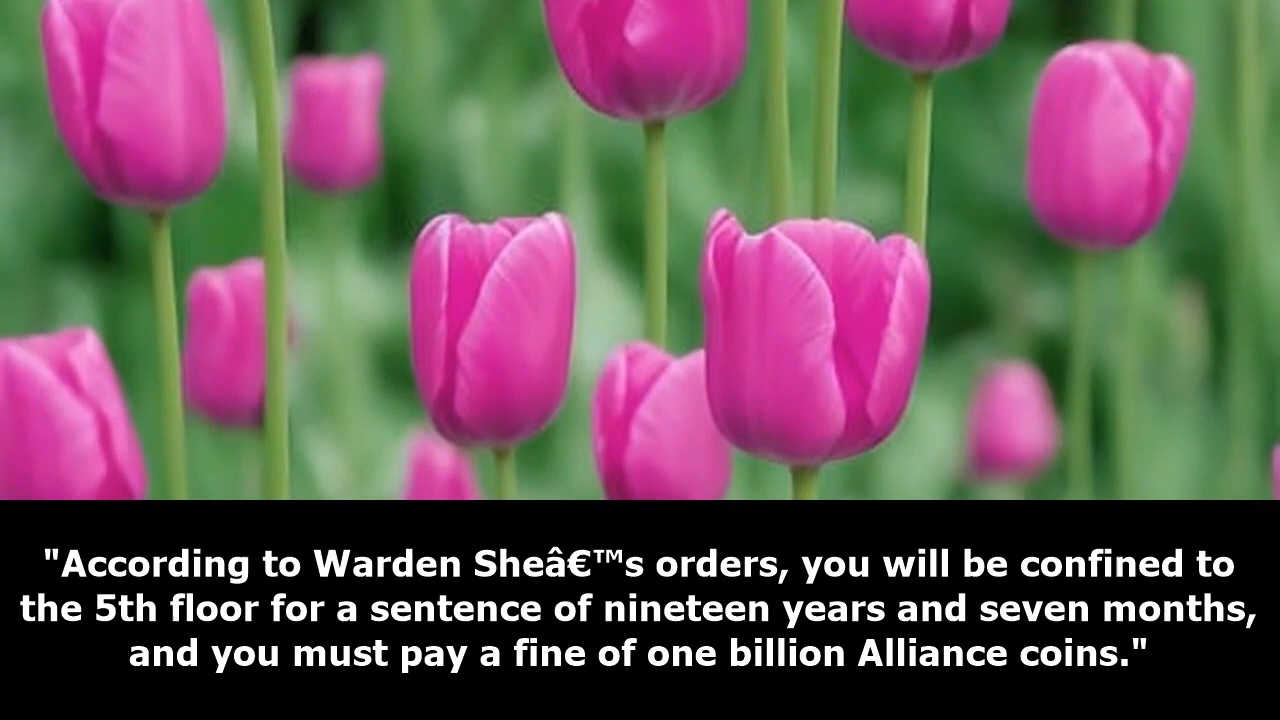 "According to Warden Sheâ€™s orders, you will be confined to
the 5th floor for a sentence of nineteen years and seven months,
and you must pay a fine of one billion Alliance coins."